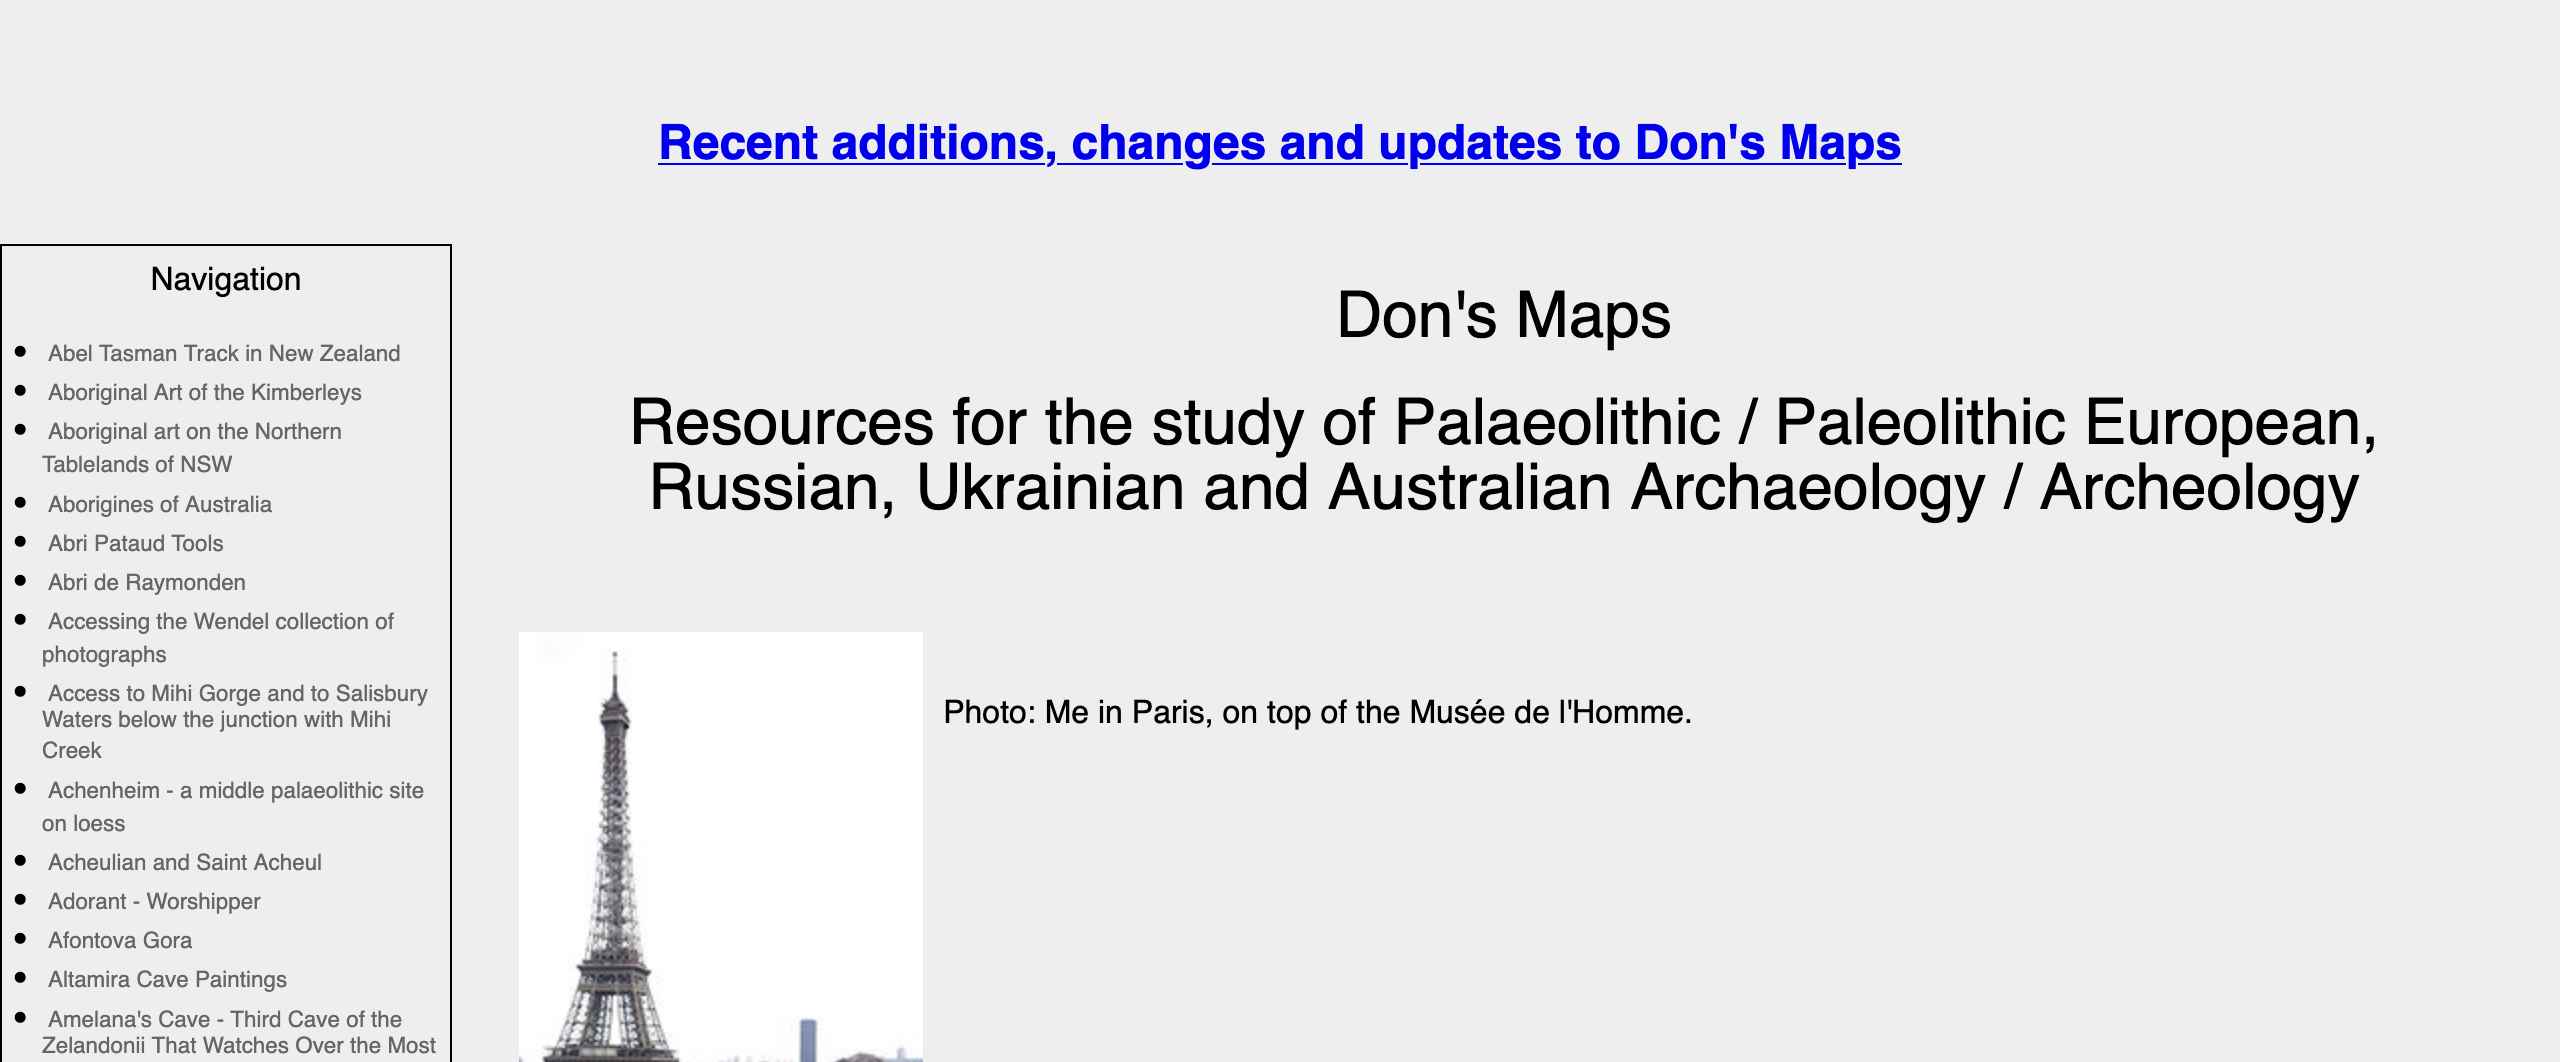 Recent additions, changes and updates to Don's Maps
Navigation
Abel Tasman Track in New Zealand
Aboriginal Art of the Kimberleys
Aboriginal art on the Northern
Tablelands of NSW
Aborigines of Australia
Abri Pataud Tools
Abri de Raymonden
Accessing the Wendel collection of
photographs
Access to Mihi Gorge and to Salisbury
Waters below the junction with Mihi
Creek
Achenheim - a middle palaeolithic site
on loess
Acheulian and Saint Acheul
Adorant - Worshipper
Afontova Gora
Altamira Cave Paintings
Amelana's Cave - Third Cave of the
Zelandonii That Watches Over the Most
Don's Maps
Resources for the study of Palaeolithic / Paleolithic European,
Russian, Ukrainian and Australian Archaeology / Archeology
Photo: Me in Paris, on top of the Musée de l'Homme.